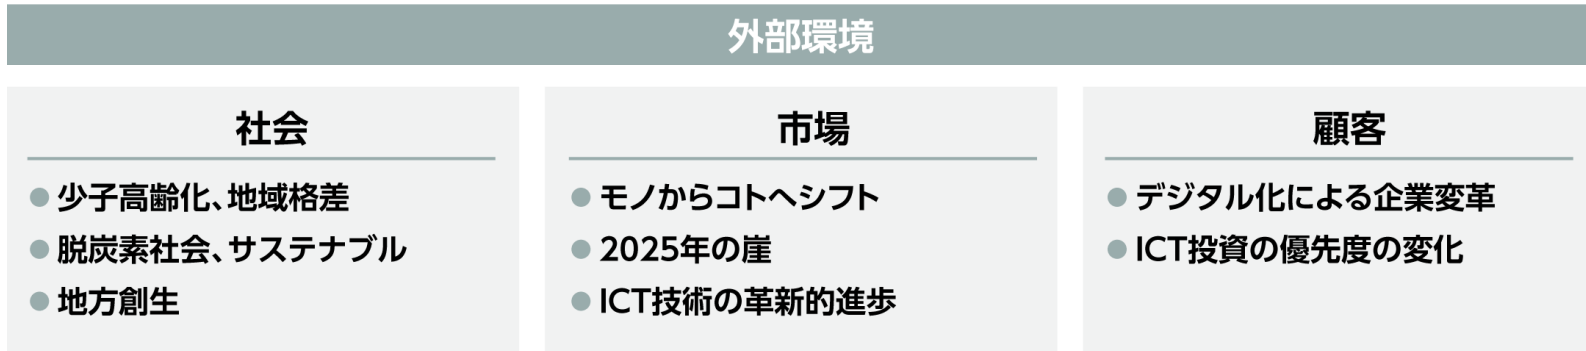 外部環境
社会
● 少子高齢化、地域格差
● 脱炭素社会、サステナブル
● 地方創生
市場
● モノからコトへシフト
● 2025年の崖
● ICT技術の革新的進歩
顧客
● デジタル化による企業変革
● ICT投資の優先度の変化